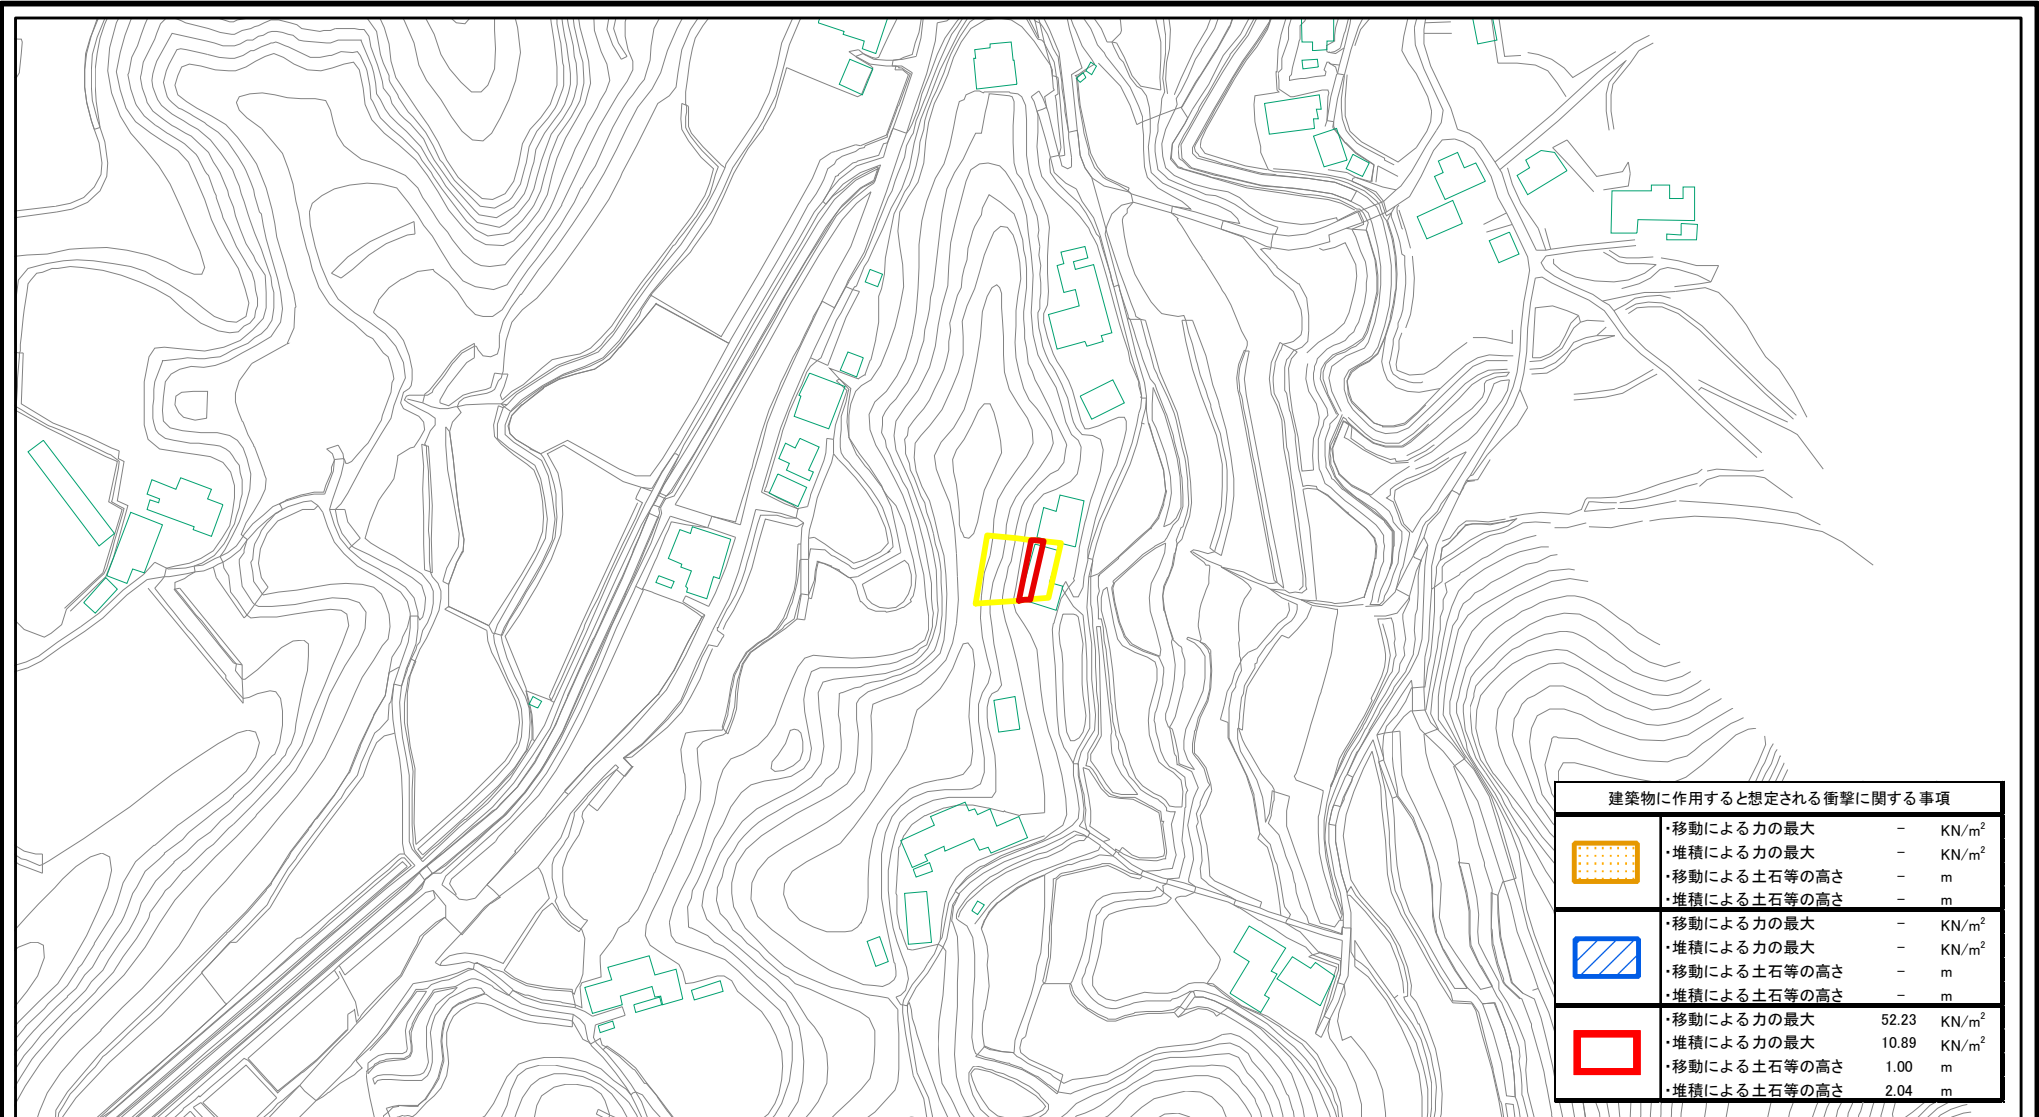 建築物に作用すると想定される衝撃に関する事項
・移動による力の最大 － KN/m²
・堆積による力の最大 － KN/m²
・移動による土石等の高さ － m
・堆積による土石等の高さ － m
・移動による力の最大 － KN/m²
・堆積による力の最大 － KN/m²
・移動による土石等の高さ － m
・堆積による土石等の高さ － m
・移動による力の最大 52.23 KN/m²
・堆積による力の最大 10.89 KN/m²
・移動による土石等の高さ 1.00 m
・堆積による土石等の高さ 2.04 m